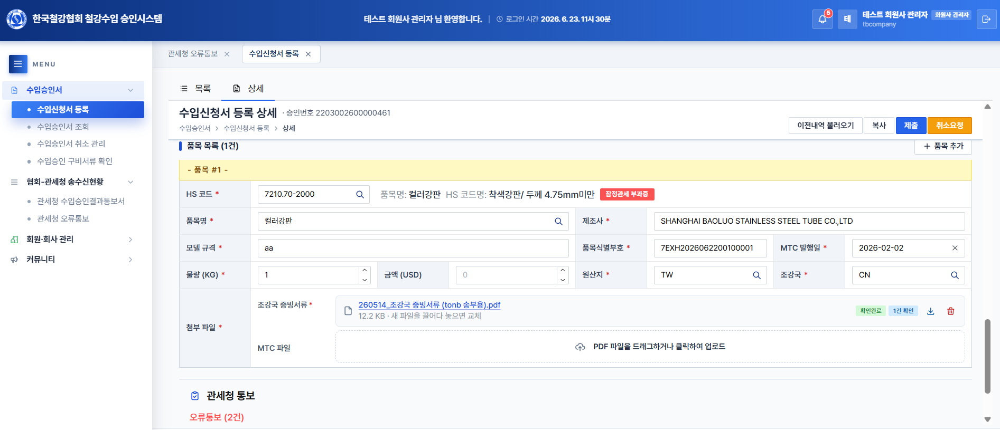 한국철강협회 철강수입 승인시스템
테스트 회원사 관리자 님 환영합니다. | 로그인 시간 2026. 6. 23. 11시 30분
5
테
테스트 회원사 관리자 회원사 관리자
tbcompany
MENU
수입승인서
수입신청서 등록
수입승인서 조회
수입승인서 취소 관리
수입승인 구비서류 확인
협회-관세청 송수신현황
관세청 수입승인결과통보서
관세청 오류통보
회원·회사 관리
커뮤니티
관세청 오류통보 ×
수입신청서 등록 ×
목록
상세
수입신청서 등록 상세 · 승인번호 2203002600000461
수입승인서 > 수입신청서 등록 > 상세
이전내역 불러오기
복사
제출
취소요청
품목 목록 (1건)
+ 품목 추가
- 품목 #1 -
HS 코드 *
7210.70-2000
품목명: 컬러강판 HS 코드명: 착색강판/ 두께 4.75mm미만
잠정관세 부과중
품목명 *
컬러강판
제조사 *
SHANGHAI BAOLUO STAINLESS STEEL TUBE CO.,LTD
모델 규격 *
aa
품목식별부호 *
7EXH2026062200100001
MTC 발행일 *
2026-02-02
물량 (KG) *
1
금액 (USD)
0
원산지 *
TW
조강국 *
CN
첨부 파일 *
조강국 증빙서류 *
260514_조강국 증빙서류 (tonb 송부용).pdf
12.2 KB · 새 파일을 끌어다 놓으면 교체
확인완료
1건 확인
MTC 파일
PDF 파일을 드래그하거나 클릭하여 업로드
관세청 통보
오류통보 (2건)